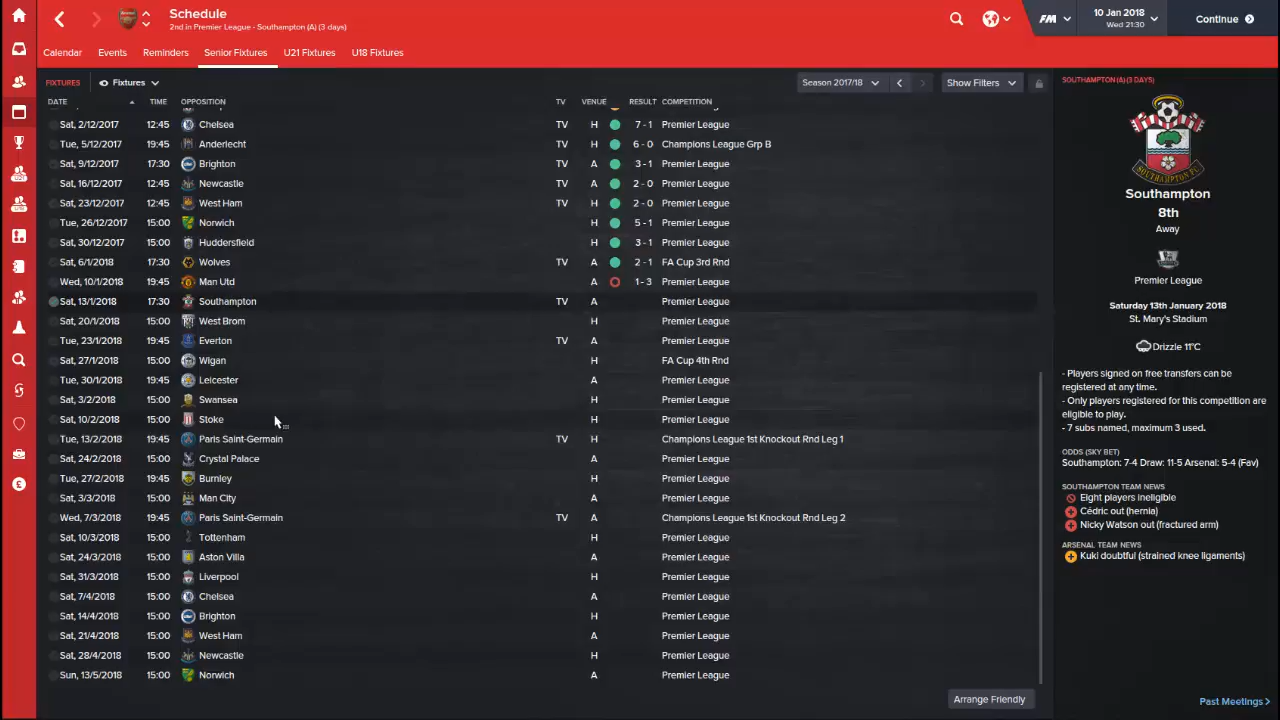 Schedule
2nd in Premier League - Southampton (A) (3 days)
FM
10 Jan 2018
Wed 21:30
Continue
Calendar Events Reminders Senior Fixtures U21 Fixtures U18 Fixtures
FIXTURES Fixtures Season 2017/18 Show Filters
DATE TIME OPPOSITION TV VENUE RESULT COMPETITION
Sat, 2/12/2017 12:45 Chelsea TV H 7 - 1 Premier League
Tue, 5/12/2017 19:45 Anderlecht TV H 6 - 0 Champions League Grp B
Sat, 9/12/2017 17:30 Brighton TV A 3 - 1 Premier League
Sat, 16/12/2017 12:45 Newcastle TV A 2 - 0 Premier League
Sat, 23/12/2017 12:45 West Ham TV H 2 - 0 Premier League
Tue, 26/12/2017 15:00 Norwich H 5 - 1 Premier League
Sat, 30/12/2017 15:00 Huddersfield H 3 - 1 Premier League
Sat, 6/1/2018 17:30 Wolves TV A 2 - 1 FA Cup 3rd Rnd
Wed, 10/1/2018 19:45 Man Utd A 1 - 3 Premier League
Sat, 13/1/2018 17:30 Southampton TV A Premier League
Sat, 20/1/2018 15:00 West Brom H Premier League
Tue, 23/1/2018 19:45 Everton TV A Premier League
Sat, 27/1/2018 15:00 Wigan H FA Cup 4th Rnd
Tue, 30/1/2018 19:45 Leicester A Premier League
Sat, 3/2/2018 15:00 Swansea H Premier League
Sat, 10/2/2018 15:00 Stoke H Premier League
Tue, 13/2/2018 19:45 Paris Saint-Germain TV H Champions League 1st Knockout Rnd Leg 1
Sat, 24/2/2018 15:00 Crystal Palace A Premier League
Tue, 27/2/2018 19:45 Burnley H Premier League
Sat, 3/3/2018 15:00 Man City A Premier League
Wed, 7/3/2018 19:45 Paris Saint-Germain TV A Champions League 1st Knockout Rnd Leg 2
Sat, 10/3/2018 15:00 Tottenham H Premier League
Sat, 24/3/2018 15:00 Aston Villa A Premier League
Sat, 31/3/2018 15:00 Liverpool H Premier League
Sat, 7/4/2018 15:00 Chelsea A Premier League
Sat, 14/4/2018 15:00 Brighton H Premier League
Sat, 21/4/2018 15:00 West Ham A Premier League
Sat, 28/4/2018 15:00 Newcastle H Premier League
Sun, 13/5/2018 15:00 Norwich A Premier League
Arrange Friendly
SOUTHAMPTON (A) (3 DAYS)
Southampton
8th
Away
Premier League
Saturday 13th January 2018
St. Mary's Stadium
Drizzle 11°C
- Players signed on free transfers can be
registered at any time.
- Only players registered for this competition are
eligible to play.
- 7 subs named, maximum 3 used.
ODDS (SKY BET)
Southampton: 7-4 Draw: 11-5 Arsenal: 5-4 (Fav)
SOUTHAMPTON TEAM NEWS
Eight players ineligible
Cédric out (hernia)
Nicky Watson out (fractured arm)
ARSENAL TEAM NEWS
Kuki doubtful (strained knee ligaments)
Past Meetings >